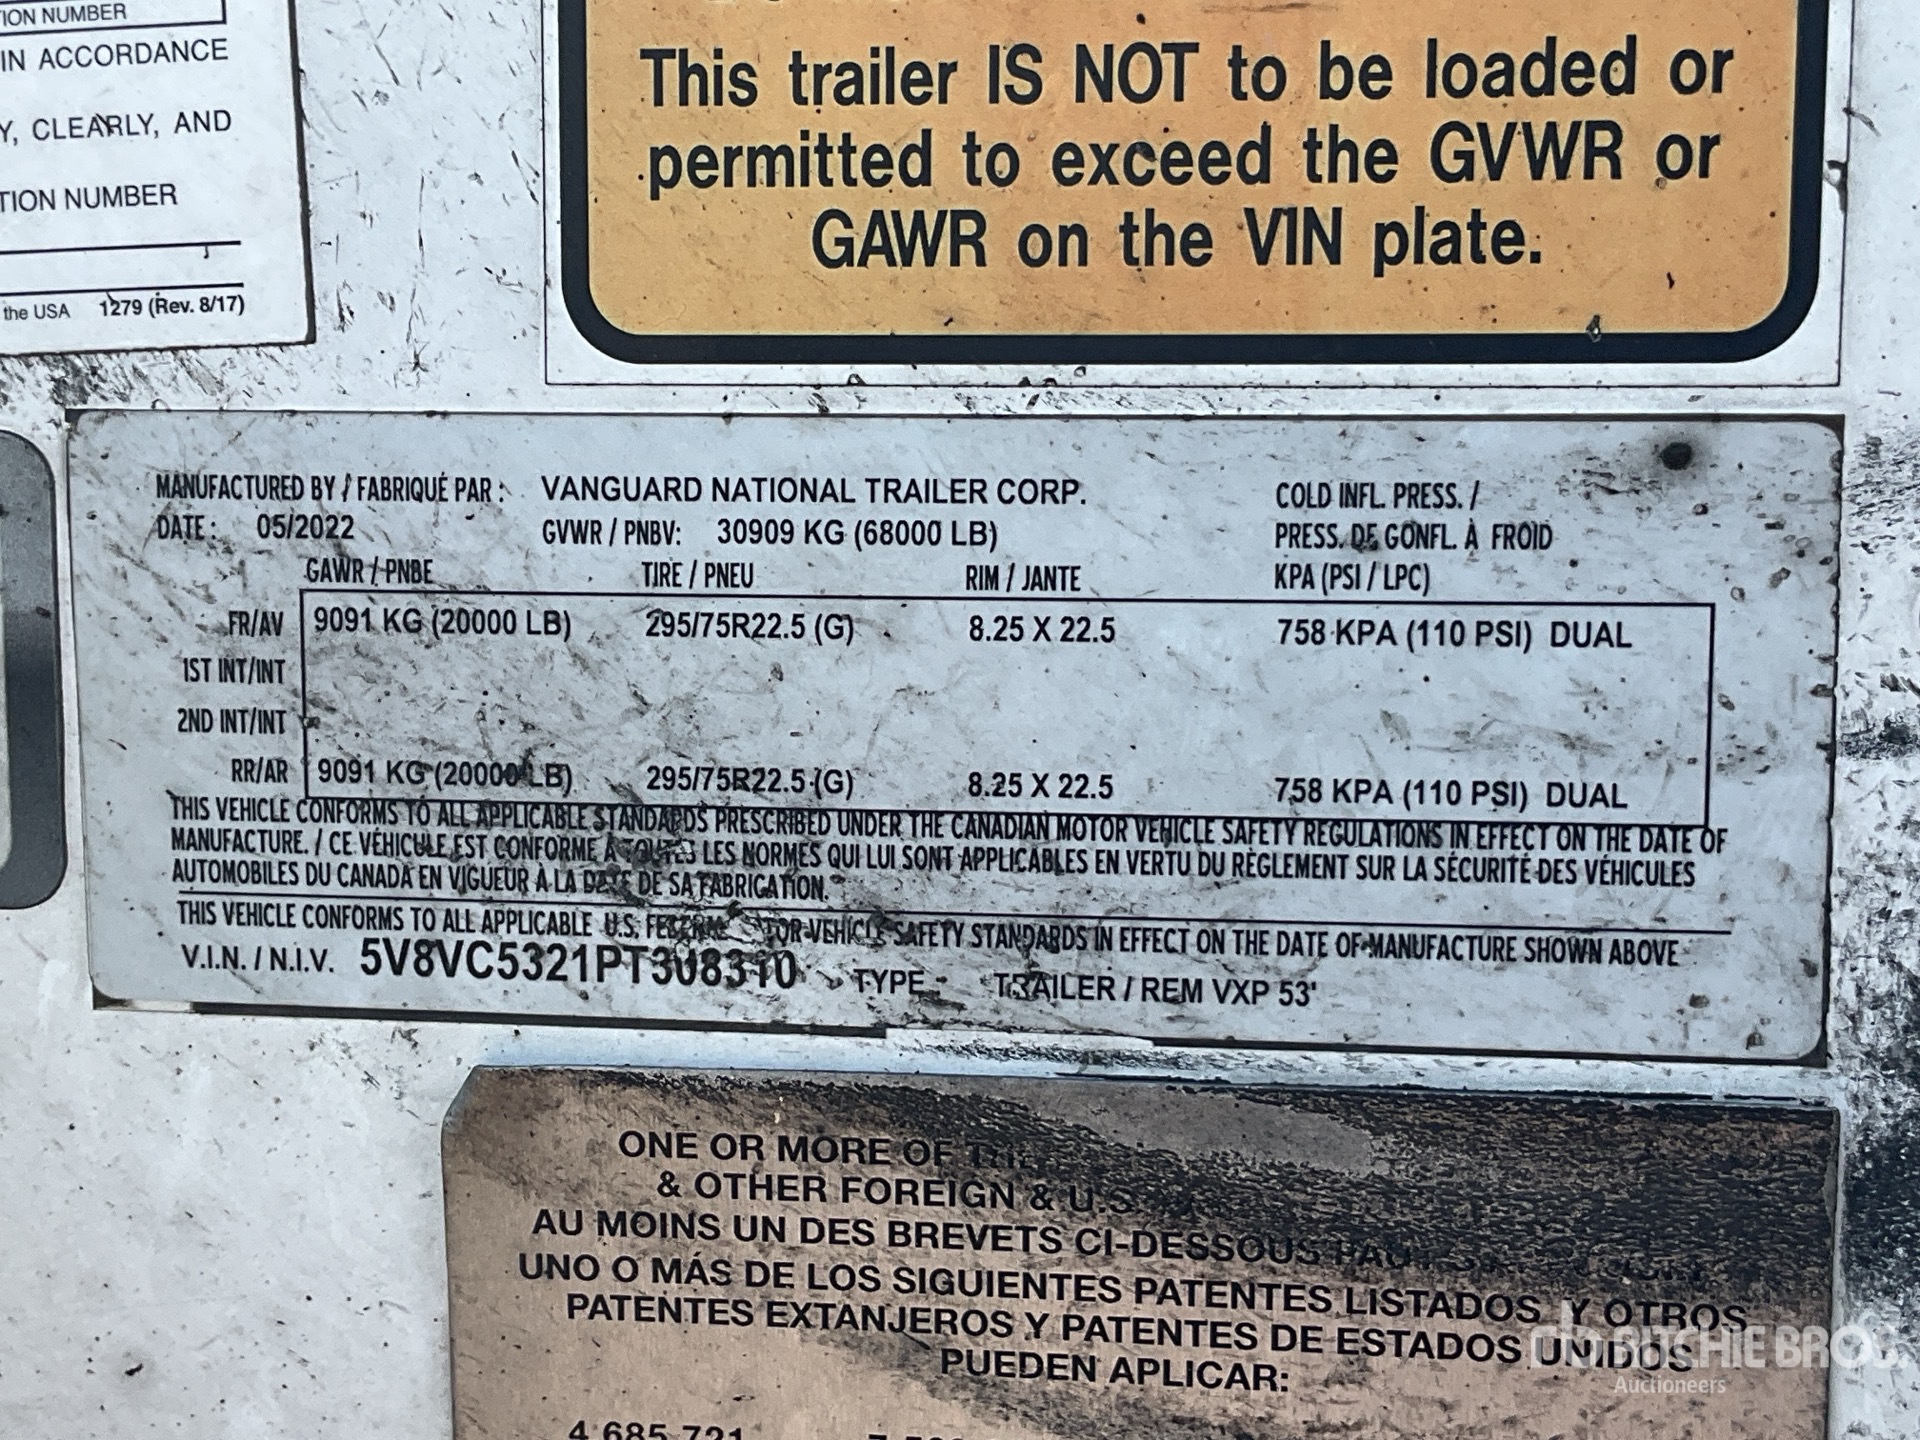 ION NUMBER
IN ACCORDANCE
Y, CLEARLY, AND
TION NUMBER
the USA 1279 (Rev. 8/17)
This trailer IS NOT to be loaded or
permitted to exceed the GVWR or
GAWR on the VIN plate.
MANUFACTURED BY / FABRIQUÉ PAR : VANGUARD NATIONAL TRAILER CORP. COLD INFL. PRESS. /
DATE : 05/2022 GVWR / PNBV: 30909 KG (68000 LB) PRESS. DE GONFL. À FROID
GAWR / PNBE TIRE / PNEU RIM / JANTE KPA (PSI / LPC)
FR/AV 9091 KG (20000 LB) 295/75R22.5 (G) 8.25 X 22.5 758 KPA (110 PSI) DUAL
1ST INT/INT
2ND INT/INT
RR/AR 9091 KG (20000 LB) 295/75R22.5 (G) 8.25 X 22.5 758 KPA (110 PSI) DUAL
THIS VEHICLE CONFORMS TO ALL APPLICABLE STANDARDS PRESCRIBED UNDER THE CANADIAN MOTOR VEHICLE SAFETY REGULATIONS IN EFFECT ON THE DATE OF
MANUFACTURE. / CE VÉHICULE EST CONFORME À TOUTES LES NORMES QUI LUI SONT APPLICABLES EN VERTU DU RÈGLEMENT SUR LA SÉCURITÉ DES VÉHICULES
AUTOMOBILES DU CANADA EN VIGUEUR À LA DATE DE SA FABRICATION.
THIS VEHICLE CONFORMS TO ALL APPLICABLE U.S. FEDERAL MOTOR VEHICLE SAFETY STANDARDS IN EFFECT ON THE DATE OF MANUFACTURE SHOWN ABOVE
V.I.N. / N.I.V. 5V8VC5321PT308310 TYPE : TRAILER / REM VXP 53'
ONE OR MORE OF
& OTHER FOREIGN & U.S.
AU MOINS UN DES BREVETS CI-DESSOUS
UNO O MÁS DE LOS SIGUIENTES PATENTES LISTADOS Y OTROS
PATENTES EXTANJEROS Y PATENTES DE ESTADOS UNIDOS
PUEDEN APLICAR:
4,685,721
RITCHIE BROS.
Auctioneers